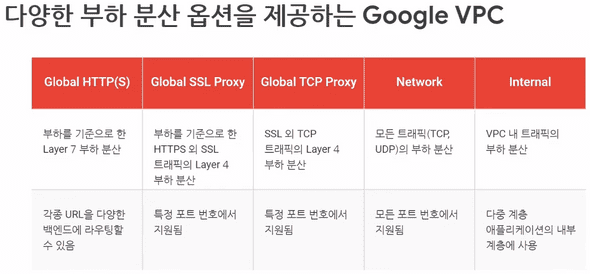 다양한 부하 분산 옵션을 제공하는 Google VPC
Global HTTP(S)
Global SSL Proxy
Global TCP Proxy
Network
Internal
부하를 기준으로 한
Layer 7 부하 분산
부하를 기준으로 한
HTTPS 외 SSL
트래픽의 Layer 4
부하 분산
SSL 외 TCP
트래픽의 Layer 4
부하 분산
모든 트래픽(TCP,
UDP)의 부하 분산
VPC 내 트래픽의
부하 분산
각종 URL을 다양한
백엔드에 라우팅할
수 있음
특정 포트 번호에서
지원됨
특정 포트 번호에서
지원됨
모든 포트 번호에서
지원됨
다중 계층
애플리케이션의 내부
계층에 사용